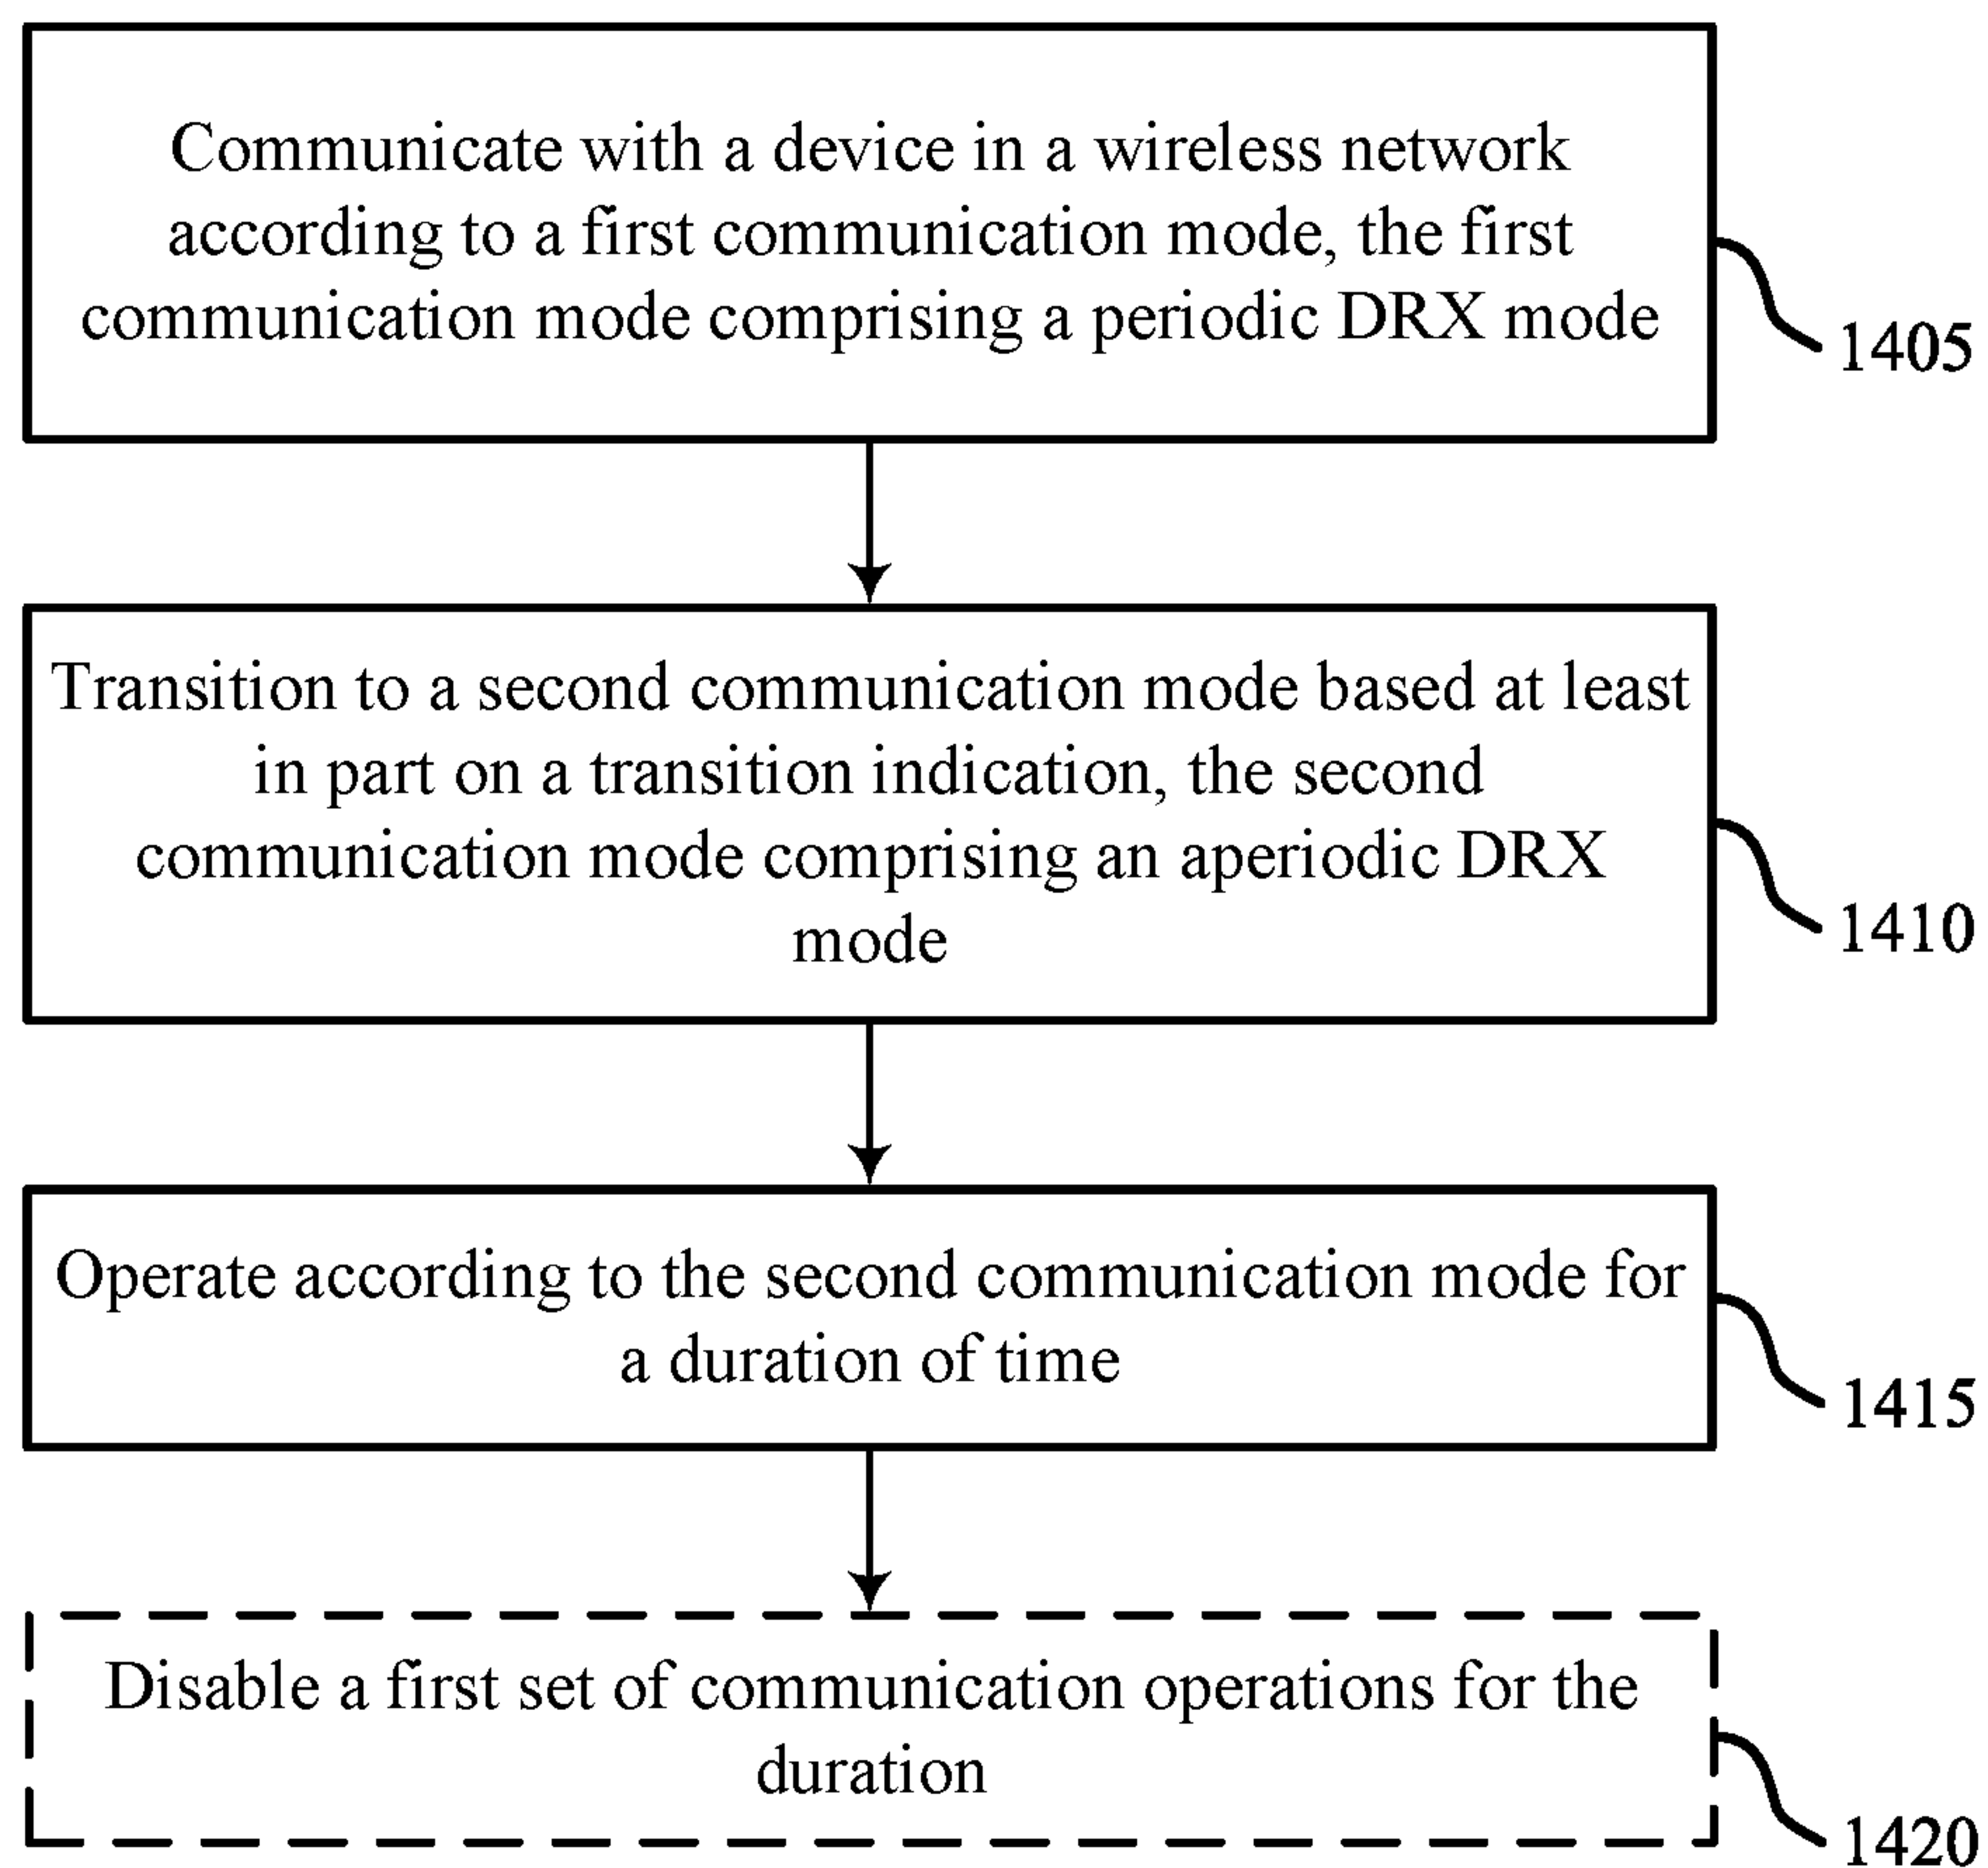 Communicate with a device in a wireless network
according to a first communication mode, the first
communication mode comprising a periodic DRX mode
1405
Transition to a second communication mode based at least
in part on a transition indication, the second
communication mode comprising an aperiodic DRX
mode
1410
Operate according to the second communication mode for
a duration of time
1415
Disable a first set of communication operations for the
duration
1420